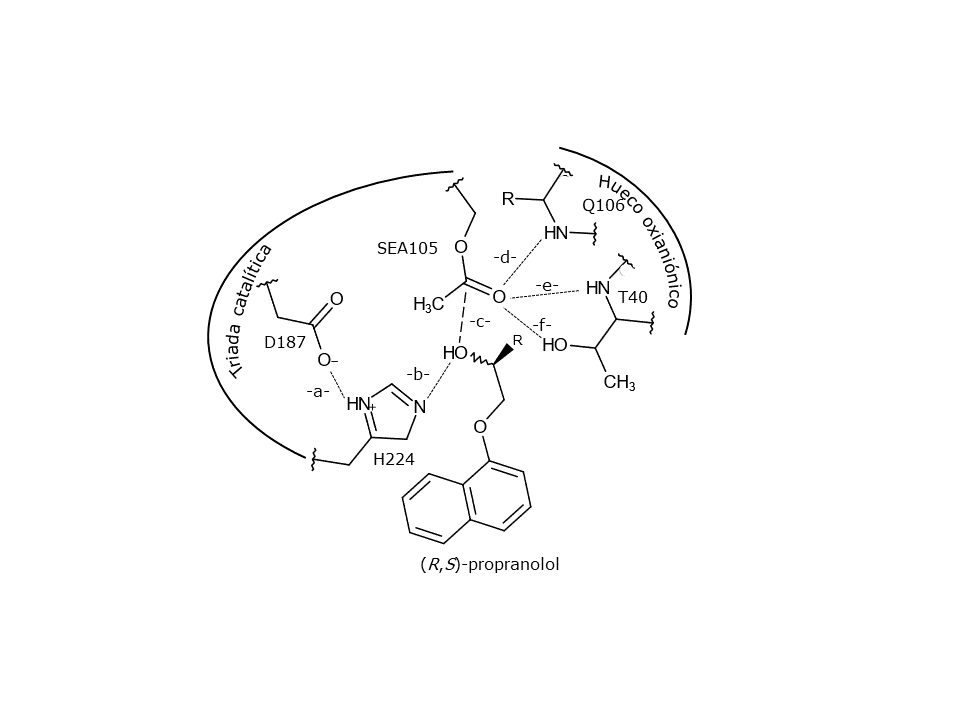 Triada catalítica
Hueco oxianiónico
R
Q106
HN
-d-
SEA105
O
H₃C
O
-e-
HN
T40
-f-
HO
CH₃
-c-
O
D187
O–
-a-
HN+
N
H224
-b-
HO
R
O
(R,S)-propranolol